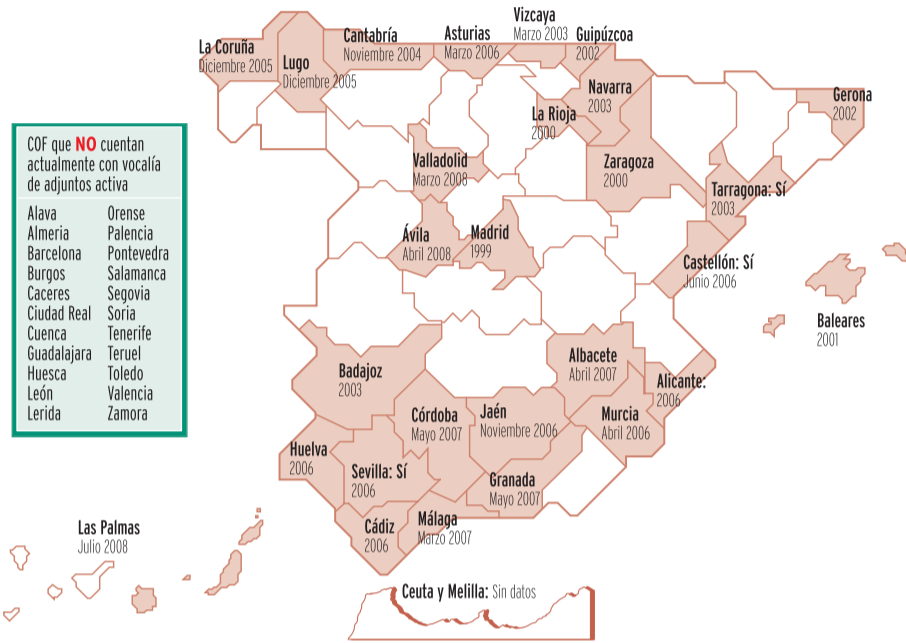 Vizcaya
Marzo 2003
La Coruña
Diciembre 2005
Lugo
Diciembre 2005
Cantabría
Noviembre 2004
Asturias
Marzo 2006
Guipúzcoa
2002
Navarra
2003
Gerona
2002
La Rioja
2000
COF que NO cuentan
actualmente con vocalía
de adjuntos activa
Alava Orense
Almeria Palencia
Barcelona Pontevedra
Burgos Salamanca
Caceres Segovia
Ciudad Real Soria
Cuenca Tenerife
Guadalajara Teruel
Huesca Toledo
León Valencia
Lerida Zamora
Valladolid
Marzo 2008
Zaragoza
2000
Tarragona: Sí
2003
Ávila
Abril 2008
Madrid
1999
Castellón: Sí
Junio 2006
Baleares
2001
Badajoz
2003
Albacete
Abril 2007
Alicante:
2006
Córdoba
Mayo 2007
Jaén
Noviembre 2006
Murcia
Abril 2006
Huelva
2006
Sevilla: Sí
2006
Granada
Mayo 2007
Cádiz
2006
Málaga
Marzo 2007
Las Palmas
Julio 2008
Ceuta y Melilla: Sin datos